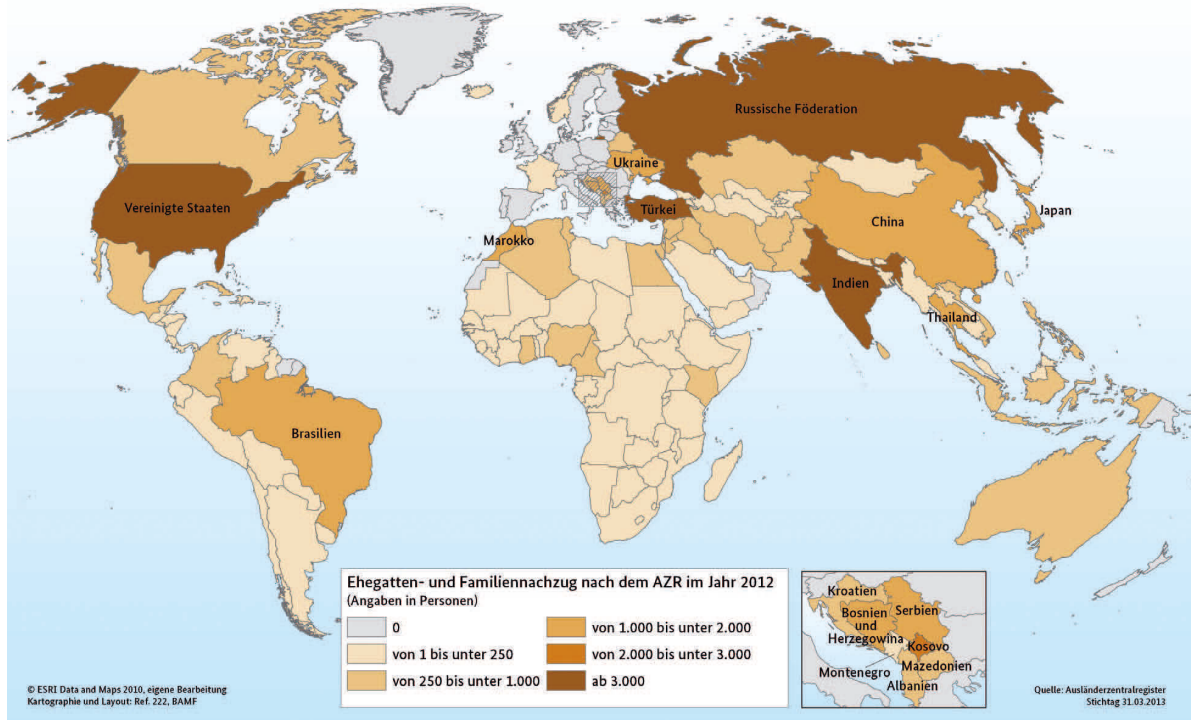 Russische Föderation
Ukraine
Vereinigte Staaten
Türkei
China
Japan
Marokko
Indien
Thailand
Brasilien
Ehegatten- und Familiennachzug nach dem AZR im Jahr 2012
(Angaben in Personen)
0
von 1.000 bis unter 2.000
von 1 bis unter 250
von 2.000 bis unter 3.000
von 250 bis unter 1.000
ab 3.000
Kroatien
Bosnien
und
Herzegowina
Serbien
Kosovo
Mazedonien
Montenegro
Albanien
© ESRI Data and Maps 2010, eigene Bearbeitung
Kartographie und Layout: Ref. 222, BAMF
Quelle: Ausländerzentralregister
Stichtag 31.03.2013